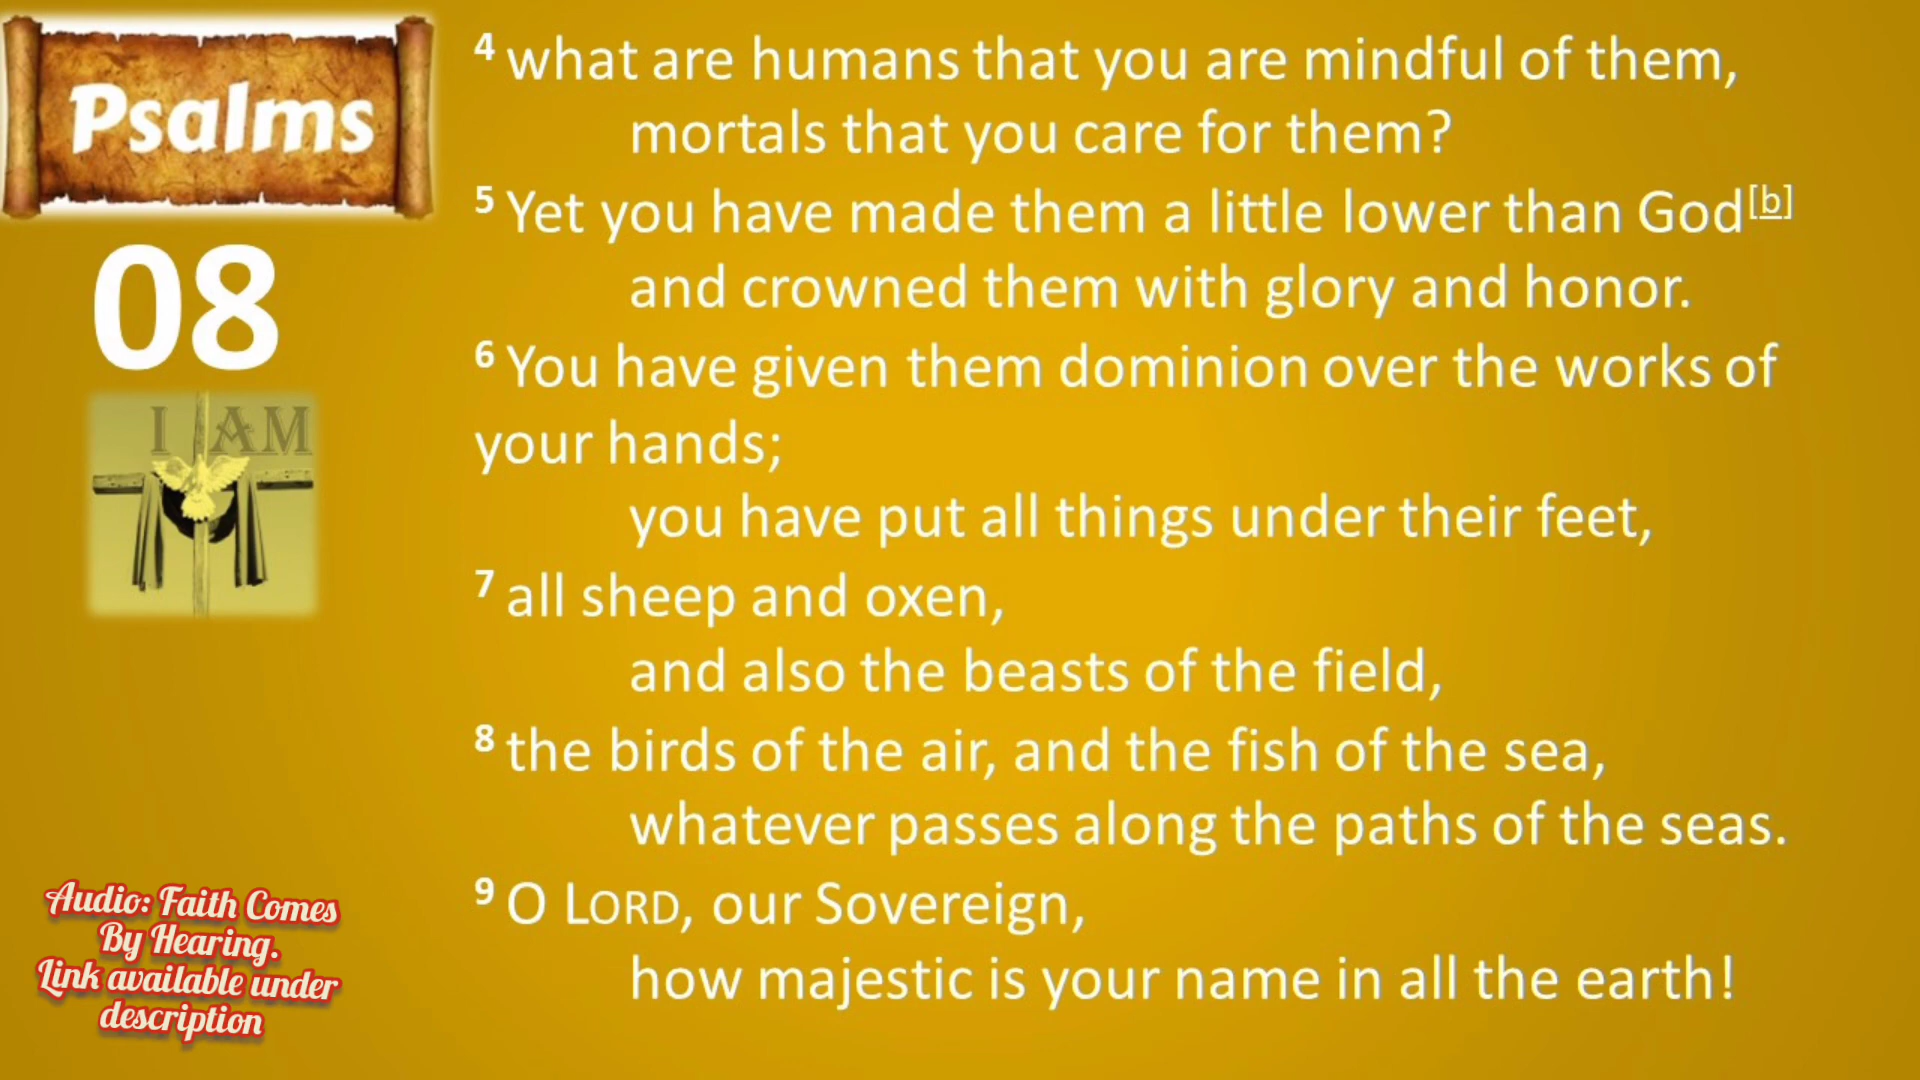 Psalms
08
I AM
4 what are humans that you are mindful of them,
mortals that you care for them?
5 Yet you have made them a little lower than God[b]
and crowned them with glory and honor.
6 You have given them dominion over the works of
your hands;
you have put all things under their feet,
7 all sheep and oxen,
and also the beasts of the field,
8 the birds of the air, and the fish of the sea,
whatever passes along the paths of the seas.
9 O LORD, our Sovereign,
how majestic is your name in all the earth!
Audio: Faith Comes
By Hearing.
Link available under
description